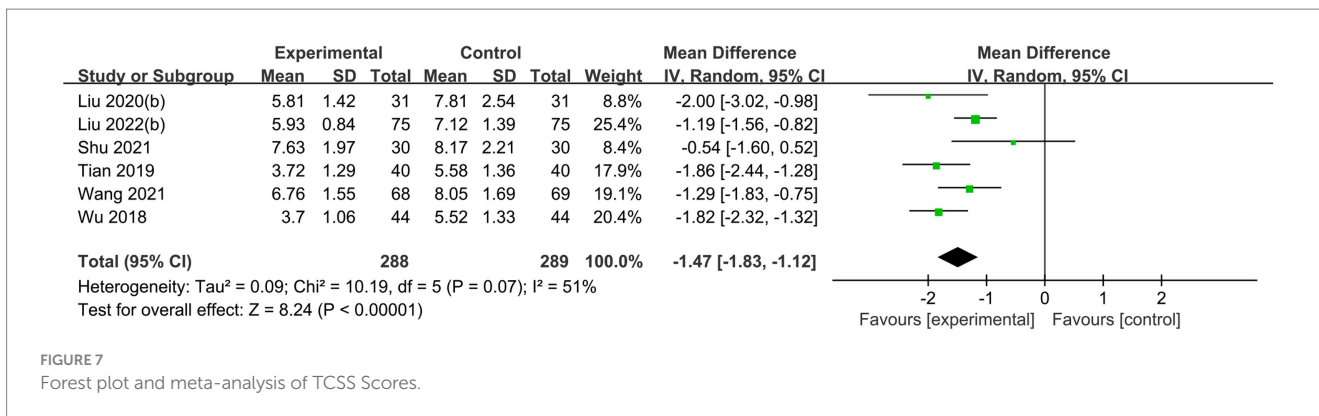 Experimental Control Mean Difference Mean Difference
Study or Subgroup Mean SD Total Mean SD Total Weight IV, Random, 95% CI IV, Random, 95% CI
Liu 2020(b) 5.81 1.42 31 7.81 2.54 31 8.8% -2.00 [-3.02, -0.98]
Liu 2022(b) 5.93 0.84 75 7.12 1.39 75 25.4% -1.19 [-1.56, -0.82]
Shu 2021 7.63 1.97 30 8.17 2.21 30 8.4% -0.54 [-1.60, 0.52]
Tian 2019 3.72 1.29 40 5.58 1.36 40 17.9% -1.86 [-2.44, -1.28]
Wang 2021 6.76 1.55 68 8.05 1.69 69 19.1% -1.29 [-1.83, -0.75]
Wu 2018 3.7 1.06 44 5.52 1.33 44 20.4% -1.82 [-2.32, -1.32]
Total (95% CI) 288 289 100.0% -1.47 [-1.83, -1.12]
Heterogeneity: Tau² = 0.09; Chi² = 10.19, df = 5 (P = 0.07); I² = 51%
Test for overall effect: Z = 8.24 (P < 0.00001)
-2 -1 0 1 2
Favours [experimental] Favours [control]
FIGURE 7
Forest plot and meta-analysis of TCSS Scores.